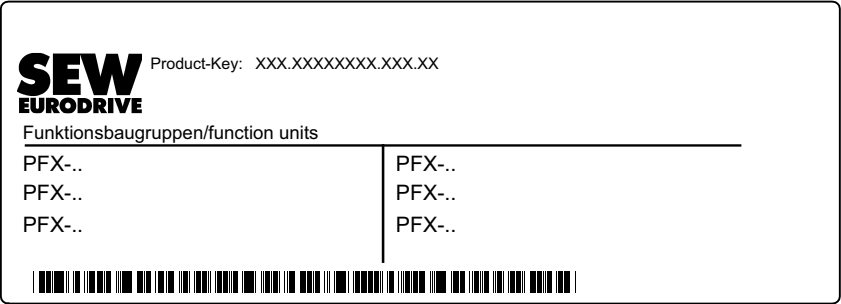 SEW
EURODRIVE
Product-Key: XXX.XXXXXXXX.XXX.XX
Funktionsbaugruppen/function units
PFX-.. PFX-..
PFX-.. PFX-..
PFX-.. PFX-..